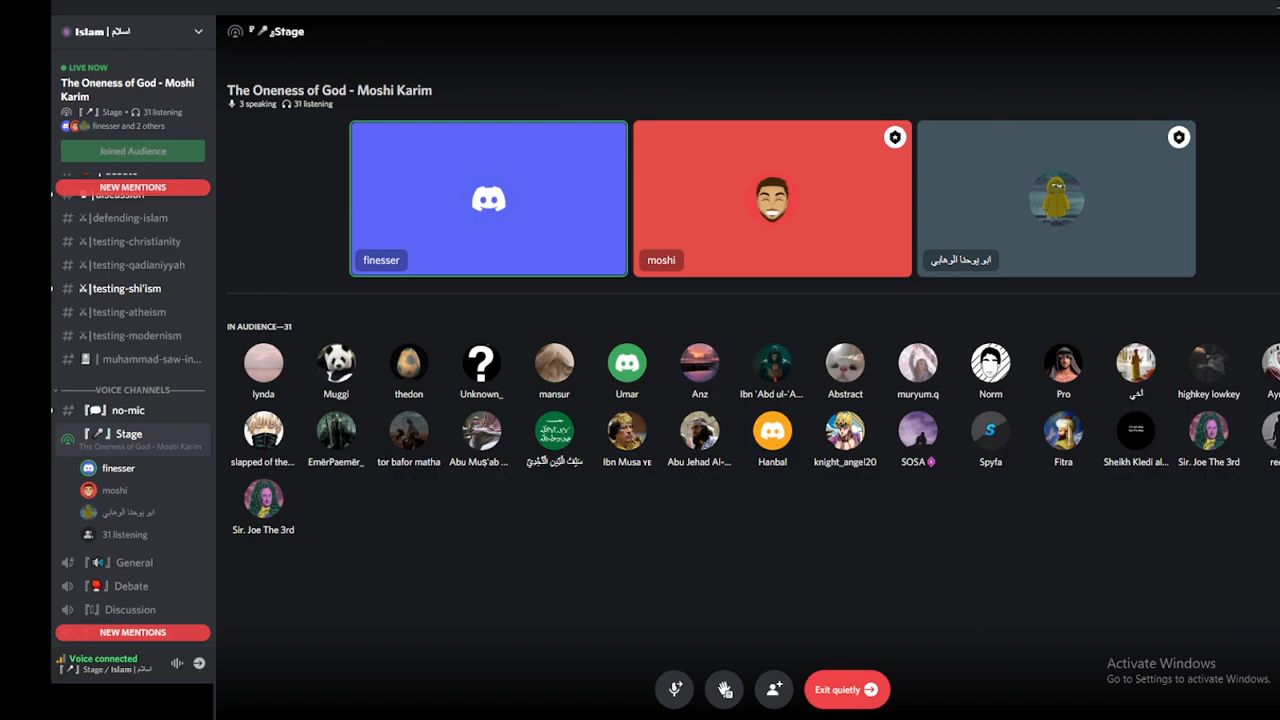 Islam | اسلام
LIVE NOW
The Oneness of God - Moshi
Karim
Stage • 31 listening
finesser and 2 others
Joined Audience
NEW MENTIONS
discussion
defending-islam
testing-christianity
testing-qadianiyyah
testing-shi'ism
testing-atheism
testing-modernism
muhammad-saw-in...
VOICE CHANNELS
no-mic
Stage
The Oneness of God - Moshi Karim
finesser
moshi
ابو يوحنا الوهابي
31 listening
General
Debate
Discussion
NEW MENTIONS
Voice connected
Stage / Islam | اسلام
Stage
The Oneness of God - Moshi Karim
3 speaking 31 listening
finesser
moshi
ابو يوحنا الوهابي
IN AUDIENCE—31
lynda Muggi thedon Unknown_ mansur Umar Anz Ibn 'Abd ul-'A... Abstract muryum.q Norm Pro أخي highkey lowkey
slapped of the... EmërPaemër_ tor bafor matha Abu Muṣ'ab ... Ibn Musa YE Abu Jehad Al-... Hanbal knight_angel20 SOSA Spyfa Fitra Sheikh Kledi al... Sir. Joe The 3rd
Sir. Joe The 3rd
Exit quietly
Activate Windows
Go to Settings to activate Windows.